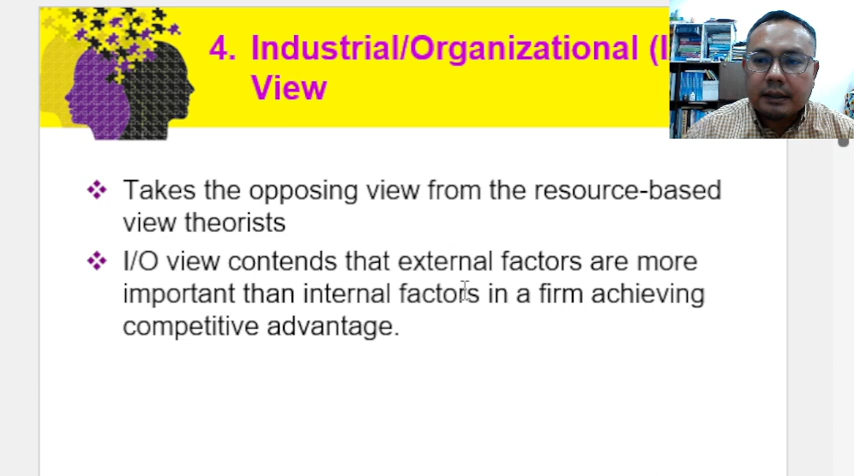 4. Industrial/Organizational (I
View
❖ Takes the opposing view from the resource-based
view theorists
❖ I/O view contends that external factors are more
important than internal factors in a firm achieving
competitive advantage.